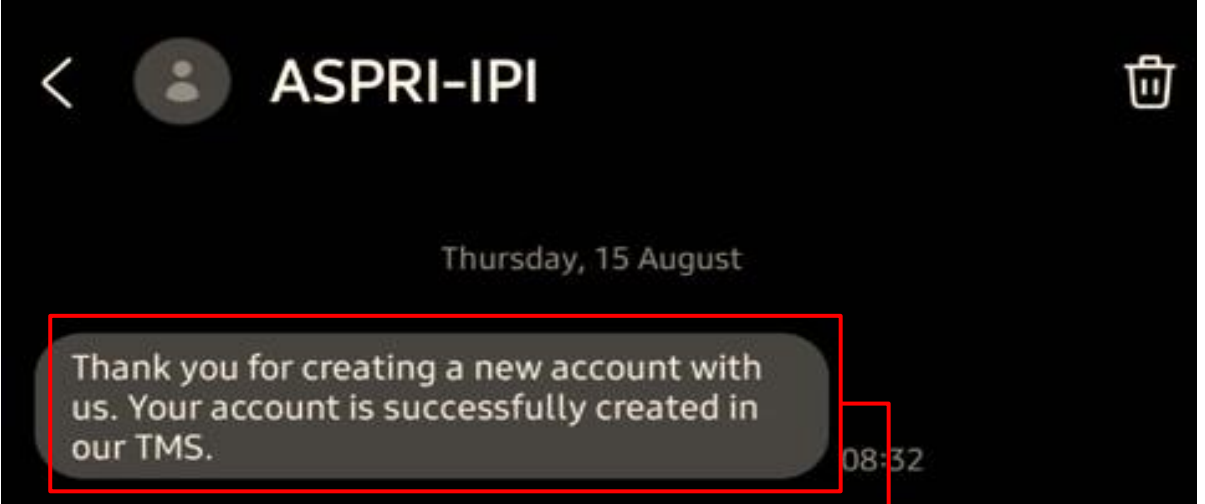 ASPRI-IPI
Thursday, 15 August
Thank you for creating a new account with
us. Your account is successfully created in
our TMS.
08:32